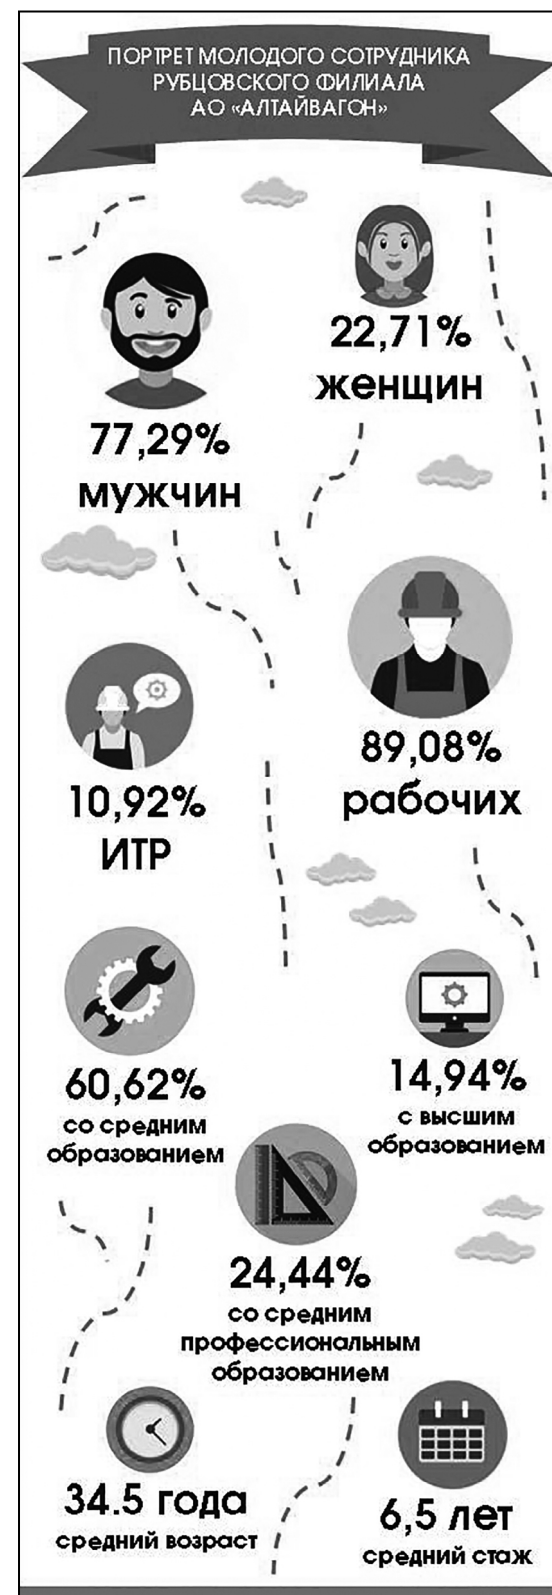 ПОРТРЕТ МОЛОДОГО СОТРУДНИКА
РУБЦОВСКОГО ФИЛИАЛА
АО «АЛТАЙВАГОН»
22,71%
женщин
77,29%
мужчин
89,08%
рабочих
10,92%
ИТР
60,62%
со средним
образованием
14,94%
с высшим
образованием
24,44%
со средним
профессиональным
образованием
34.5 года
средний возраст
6,5 лет
средний стаж